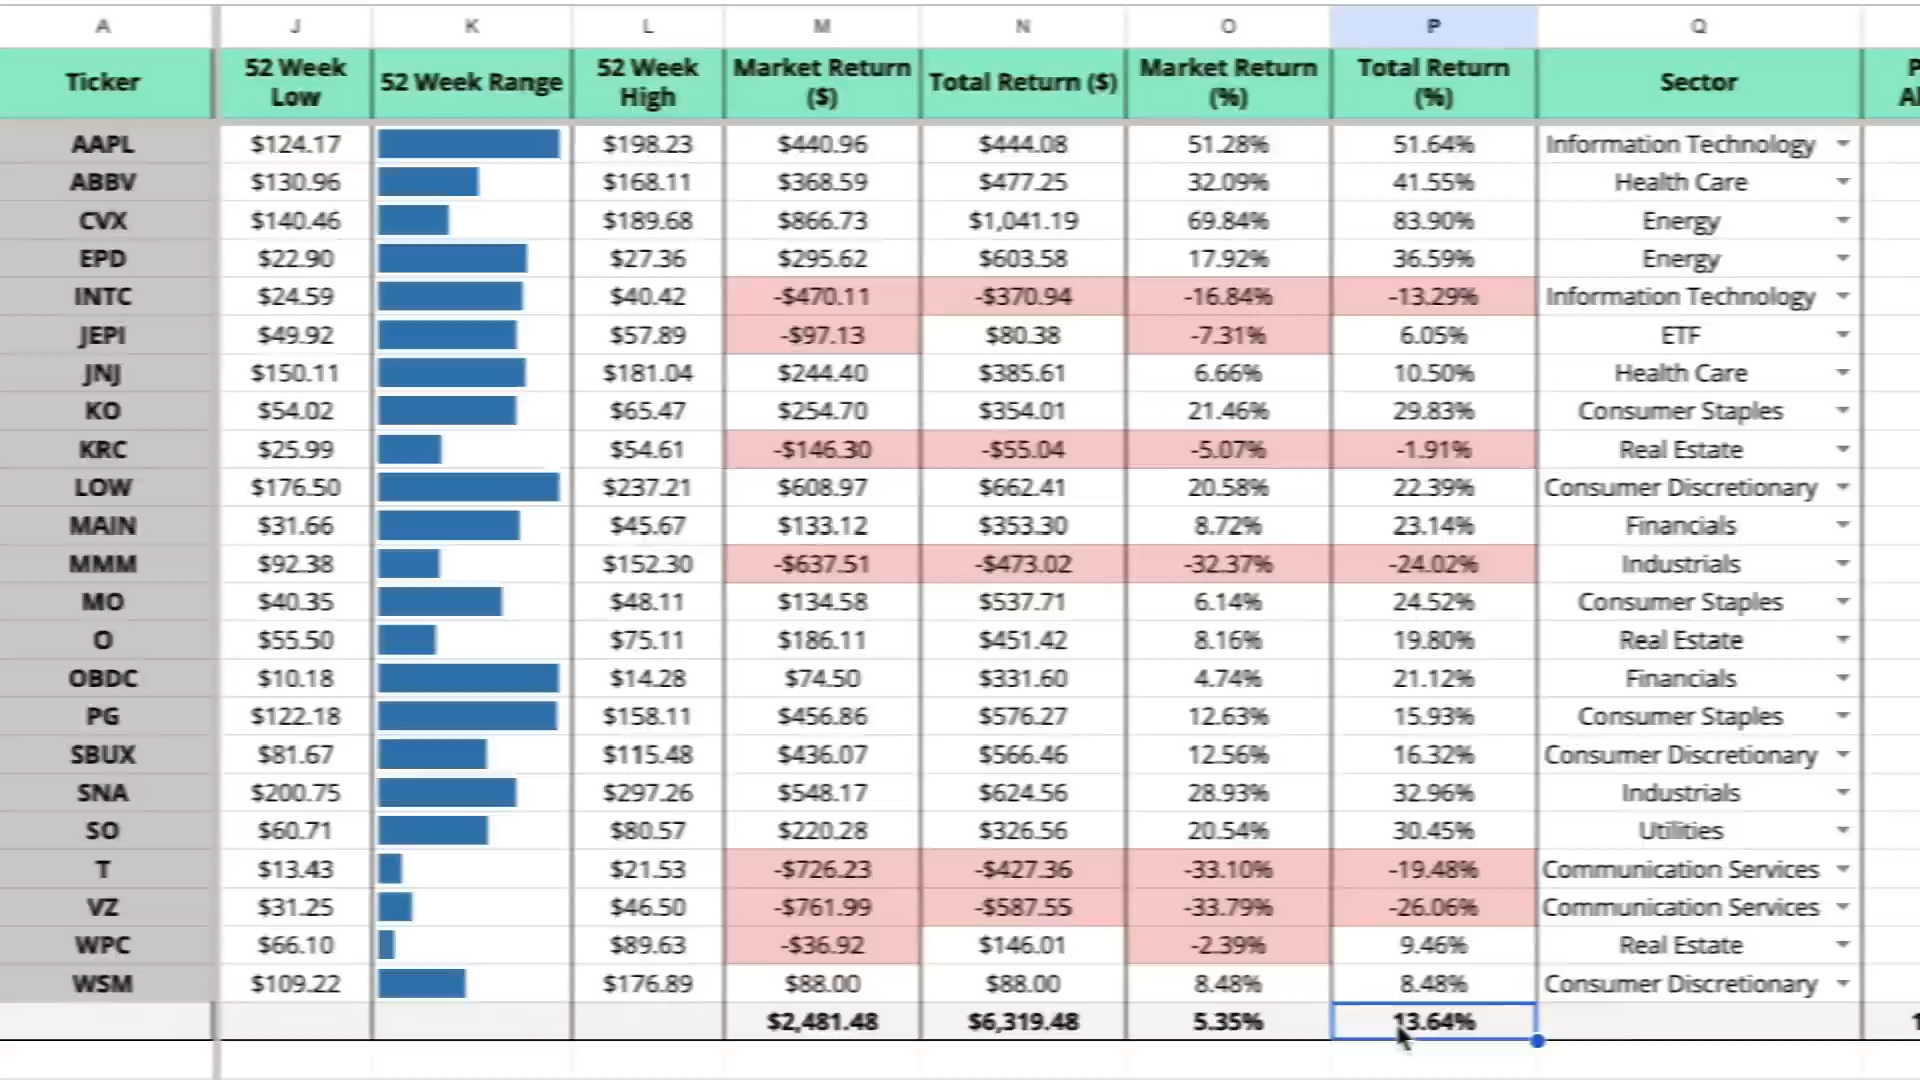 A J K L M N O P Q
Ticker 52 Week Low 52 Week Range 52 Week High Market Return ($) Total Return ($) Market Return (%) Total Return (%) Sector
AAPL $124.17 $198.23 $440.96 $444.08 51.28% 51.64% Information Technology
ABBV $130.96 $168.11 $368.59 $477.25 32.09% 41.55% Health Care
CVX $140.46 $189.68 $866.73 $1,041.19 69.84% 83.90% Energy
EPD $22.90 $27.36 $295.62 $603.58 17.92% 36.59% Energy
INTC $24.59 $40.42 -$470.11 -$370.94 -16.84% -13.29% Information Technology
JEPI $49.92 $57.89 -$97.13 $80.38 -7.31% 6.05% ETF
JNJ $150.11 $181.04 $244.40 $385.61 6.66% 10.50% Health Care
KO $54.02 $65.47 $254.70 $354.01 21.46% 29.83% Consumer Staples
KRC $25.99 $54.61 -$146.30 -$55.04 -5.07% -1.91% Real Estate
LOW $176.50 $237.21 $608.97 $662.41 20.58% 22.39% Consumer Discretionary
MAIN $31.66 $45.67 $133.12 $353.30 8.72% 23.14% Financials
MMM $92.38 $152.30 -$637.51 -$473.02 -32.37% -24.02% Industrials
MO $40.35 $48.11 $134.58 $537.71 6.14% 24.52% Consumer Staples
O $55.50 $75.11 $186.11 $451.42 8.16% 19.80% Real Estate
OBDC $10.18 $14.28 $74.50 $331.60 4.74% 21.12% Financials
PG $122.18 $158.11 $456.86 $576.27 12.63% 15.93% Consumer Staples
SBUX $81.67 $115.48 $436.07 $566.46 12.56% 16.32% Consumer Discretionary
SNA $200.75 $297.26 $548.17 $624.56 28.93% 32.96% Industrials
SO $60.71 $80.57 $220.28 $326.56 20.54% 30.45% Utilities
T $13.43 $21.53 -$726.23 -$427.36 -33.10% -19.48% Communication Services
VZ $31.25 $46.50 -$761.99 -$587.55 -33.79% -26.06% Communication Services
WPC $66.10 $89.63 -$36.92 $146.01 -2.39% 9.46% Real Estate
WSM $109.22 $176.89 $88.00 $88.00 8.48% 8.48% Consumer Discretionary
$2,481.48 $6,319.48 5.35% 13.64%